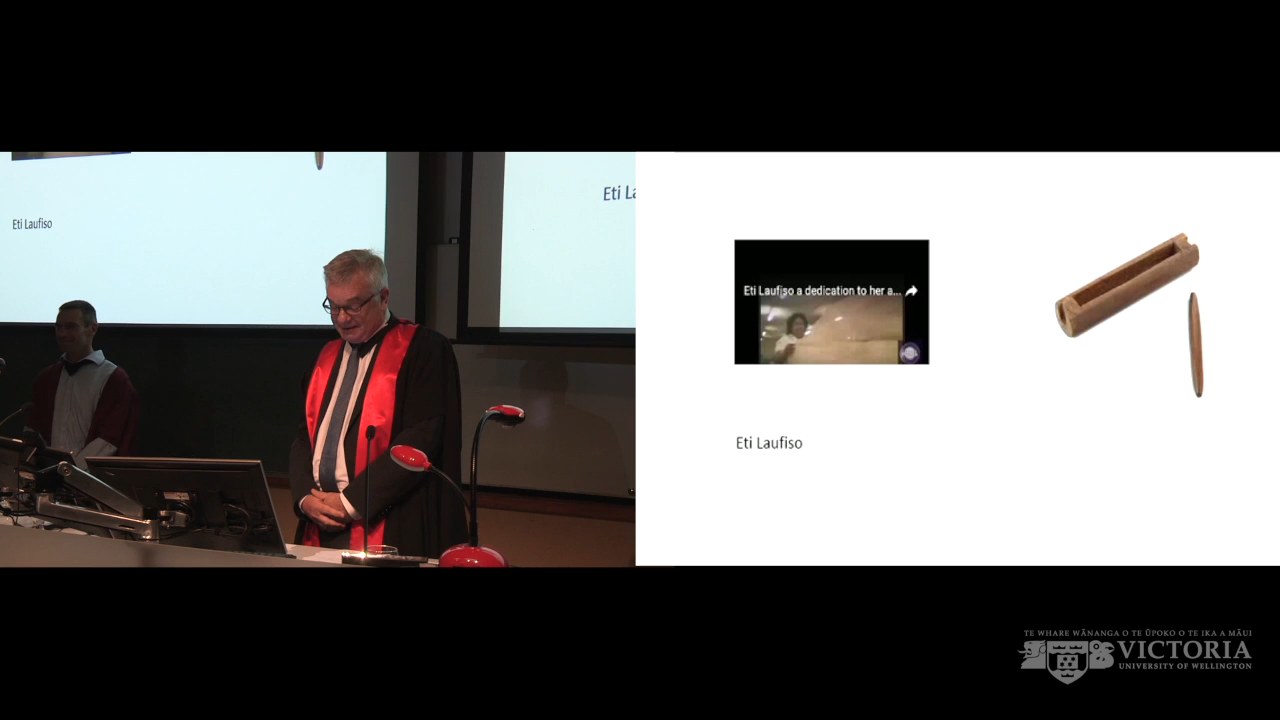 Eti Laufiso
Eti La
Eti Laufiso a dedication to her a...
Eti Laufiso
TE WHARE WĀNANGA O TE ŪPOKO O TE IKA A MĀUI
VICTORIA
UNIVERSITY OF WELLINGTON